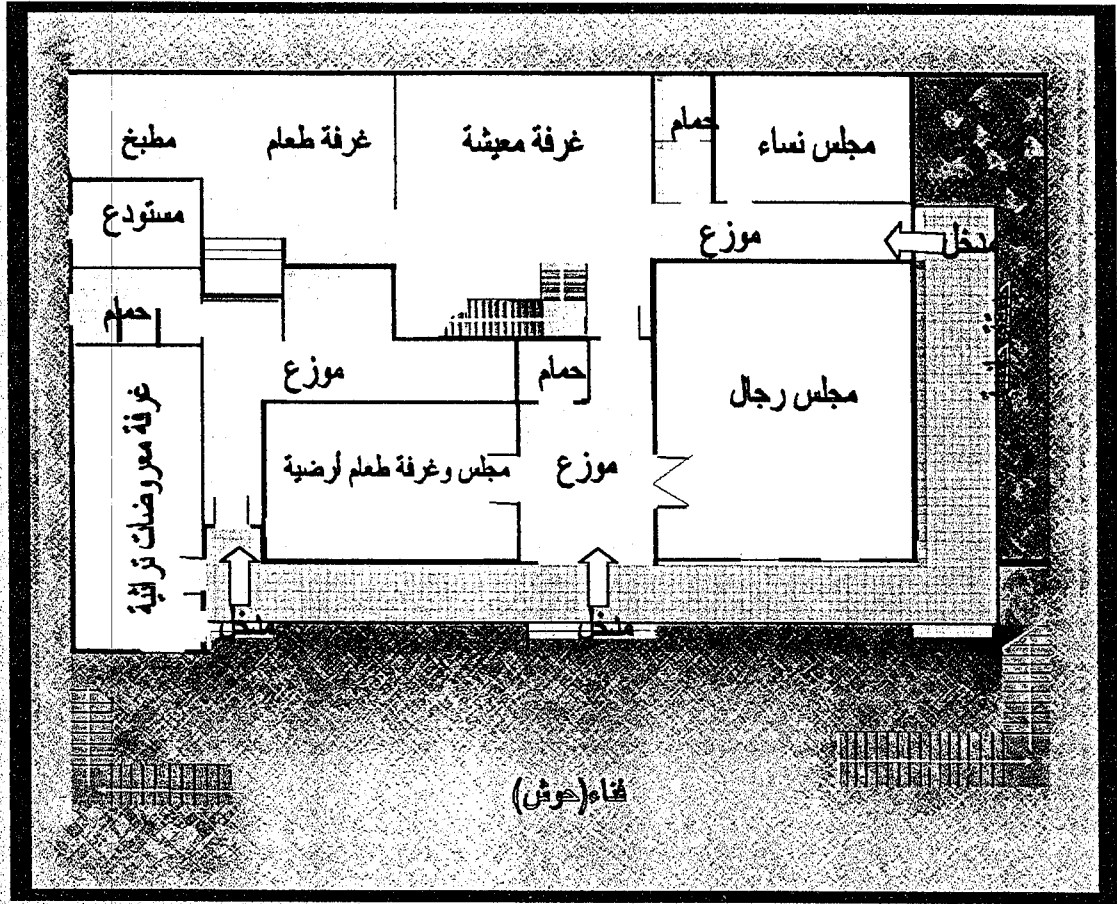 مجلس نساء
حمام
غرفة معيشة
غرفة طعام
مطبخ
مستودع
مدخل
موزع
حمام
مجلس رجال
حمام
موزع
موزع
مجلس وغرفة طعام أرضية
غرفة معروضات تراثية
مدخل
مدخل
فناء(حوش)